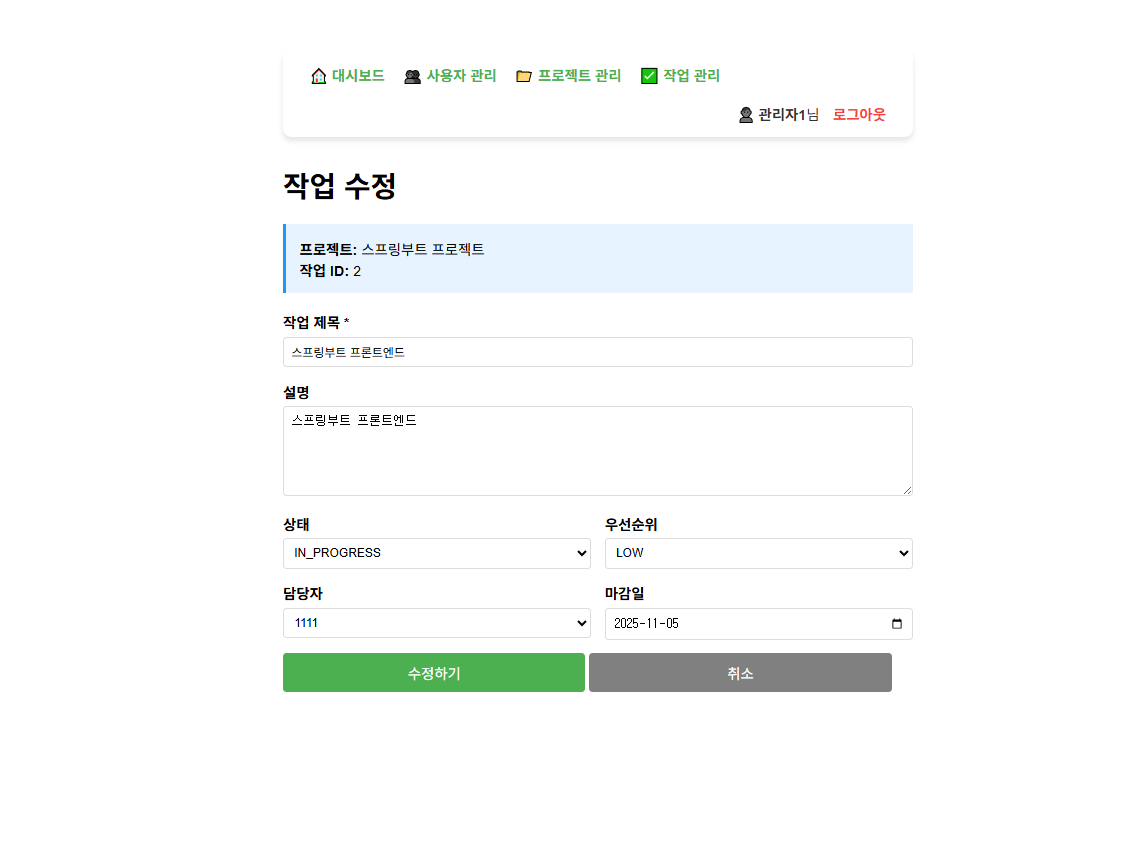 대시보드 사용자 관리 프로젝트 관리 작업 관리
관리자1님 로그아웃
작업 수정
프로젝트: 스프링부트 프로젝트
작업 ID: 2
작업 제목 *
스프링부트 프론트엔드
설명
스프링부트 프론트엔드
상태 우선순위
IN_PROGRESS LOW
담당자 마감일
1111 2025-11-05
수정하기 취소